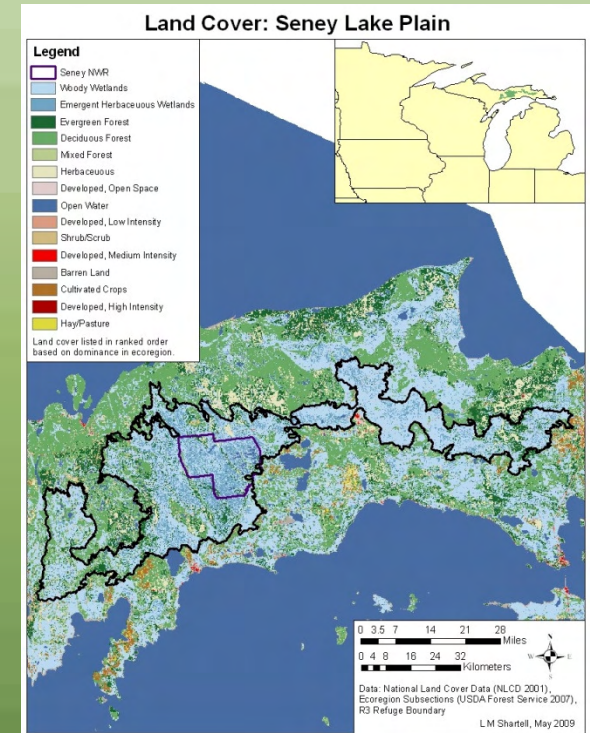 Land Cover: Seney Lake Plain
Legend
Seney NWR
Woody Wetlands
Emergent Herbaceous Wetlands
Evergreen Forest
Deciduous Forest
Mixed Forest
Herbaceous
Developed, Open Space
Open Water
Developed, Low Intensity
Shrub/Scrub
Developed, Medium Intensity
Barren Land
Cultivated Crops
Developed, High Intensity
Hay/Pasture
Land cover listed in ranked order
based on dominance in ecoregion.
0 3.5 7 14 21 28
Miles
0 4 8 16 24 32
Kilometers
N
W E
S
Data: National Land Cover Data (NLCD 2001),
Ecoregion Subsections (USDA Forest Service 2007),
R3 Refuge Boundary
L M Shartell, May 2009